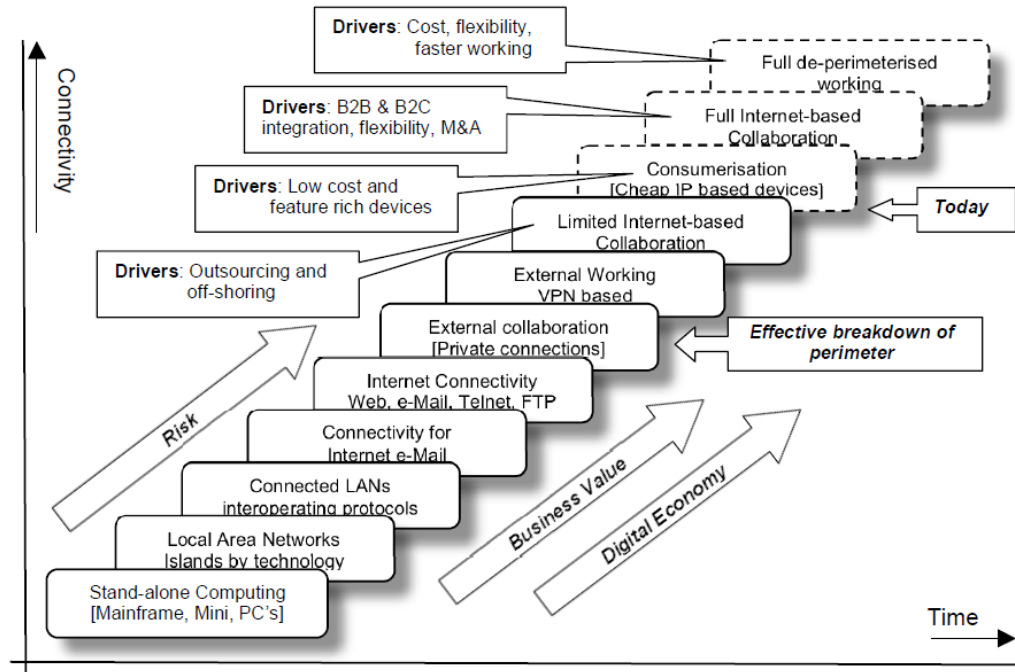 Drivers: Cost, flexibility,
faster working
Full de-perimeterised
working
Connectivity
Drivers: B2B & B2C
integration, flexibility, M&A
Full Internet-based
Collaboration
Drivers: Low cost and
feature rich devices
Consumerisation
[Cheap IP based devices]
Today
Limited Internet-based
Collaboration
Drivers: Outsourcing and
off-shoring
External Working
VPN based
External collaboration
[Private connections]
Effective breakdown of
perimeter
Internet Connectivity
Web, e-Mail, Telnet, FTP
Risk
Connectivity for
Internet e-Mail
Connected LANs
interoperating protocols
Business Value
Digital Economy
Local Area Networks
Islands by technology
Stand-alone Computing
[Mainframe, Mini, PC's]
Time